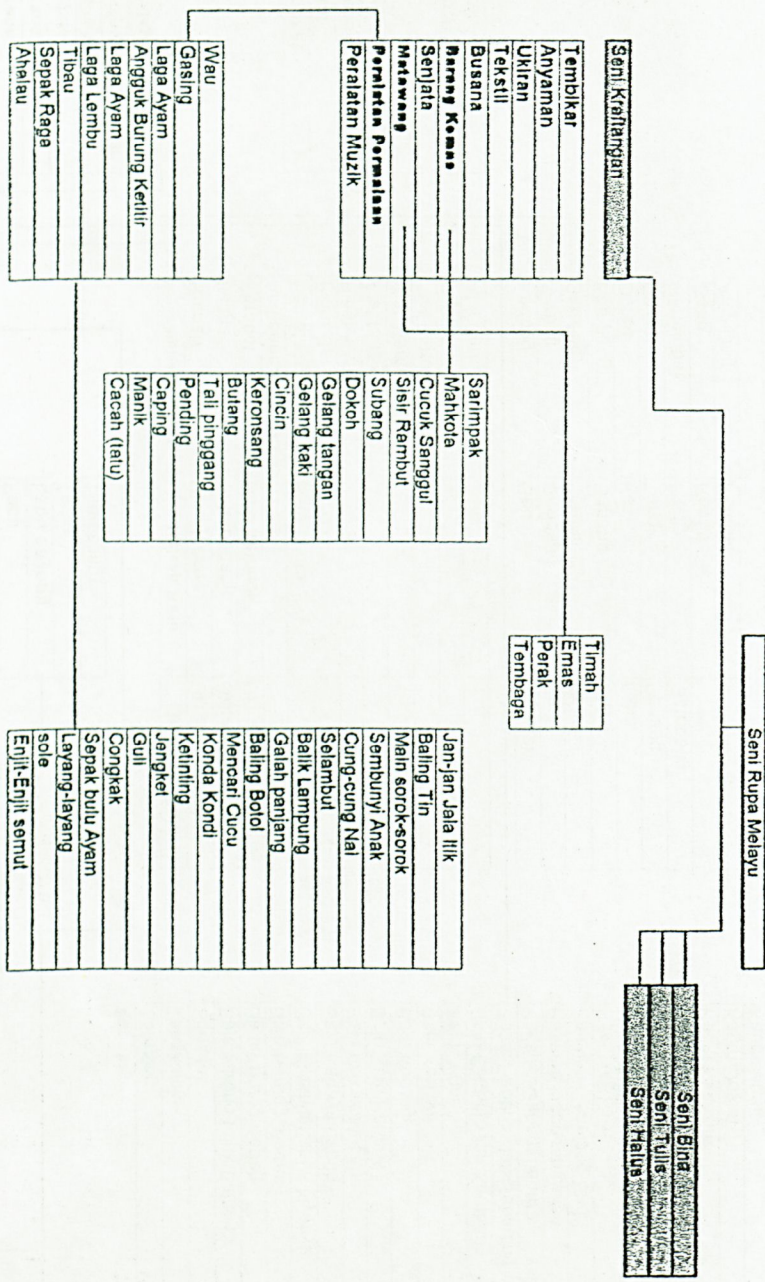 Seni Rupa Melayu
Seni Kraftangan
Seni Bina
Seni Tulis
Seni Halus
Tembikar
Anyaman
Ukiran
Tekstil
Busana
Barang Kemas
Senjata
Matawang
Peralatan Permainan
Peralatan Muzik
Timah
Emas
Perak
Tembaga
Sarimpak
Mahkota
Cucuk Sanggul
Sisir Rambut
Subang
Dokoh
Gelang tangan
Gelang kaki
Cincin
Keronsang
Butang
Tali pinggang
Pending
Caping
Manik
Cacah (tatu)
Wau
Gasing
Laga Ayam
Angguk Burung Ketitir
Laga Ayam
Laga Lembu
Tibau
Sepak Raga
Ahalau
Jan-jan Jala Itik
Baling Tin
Main sorok-sorok
Sembunyi Anak
Cung-cung Nai
Selambut
Balik Lampung
Galah panjang
Baling Botol
Mencari Cucu
Konda Kondi
Ketinting
Jengket
Guli
Congkak
Sepak bulu Ayam
Layang-layang
sole
Enjit-Enjit semut